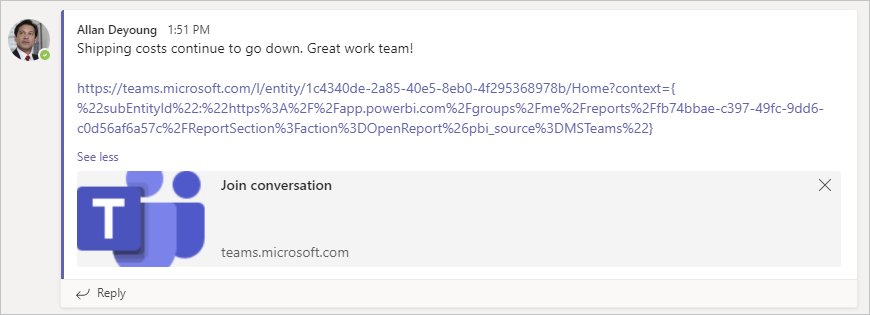 Allan Deyoung 1:51 PM
Shipping costs continue to go down. Great work team!
https://teams.microsoft.com/l/entity/1c4340de-2a85-40e5-8eb0-4f295368978b/Home?context={
%22subEntityId%22:%22https%3A%2F%2Fapp.powerbi.com%2Fgroups%2Fme%2Freports%2Ffb74bbae-c397-49fc-9dd6-
c0d56af6a57c%2FReportSection%3Faction%3DOpenReport%26pbi_source%3DMSTeams%22}
See less
T
Join conversation
teams.microsoft.com
Reply